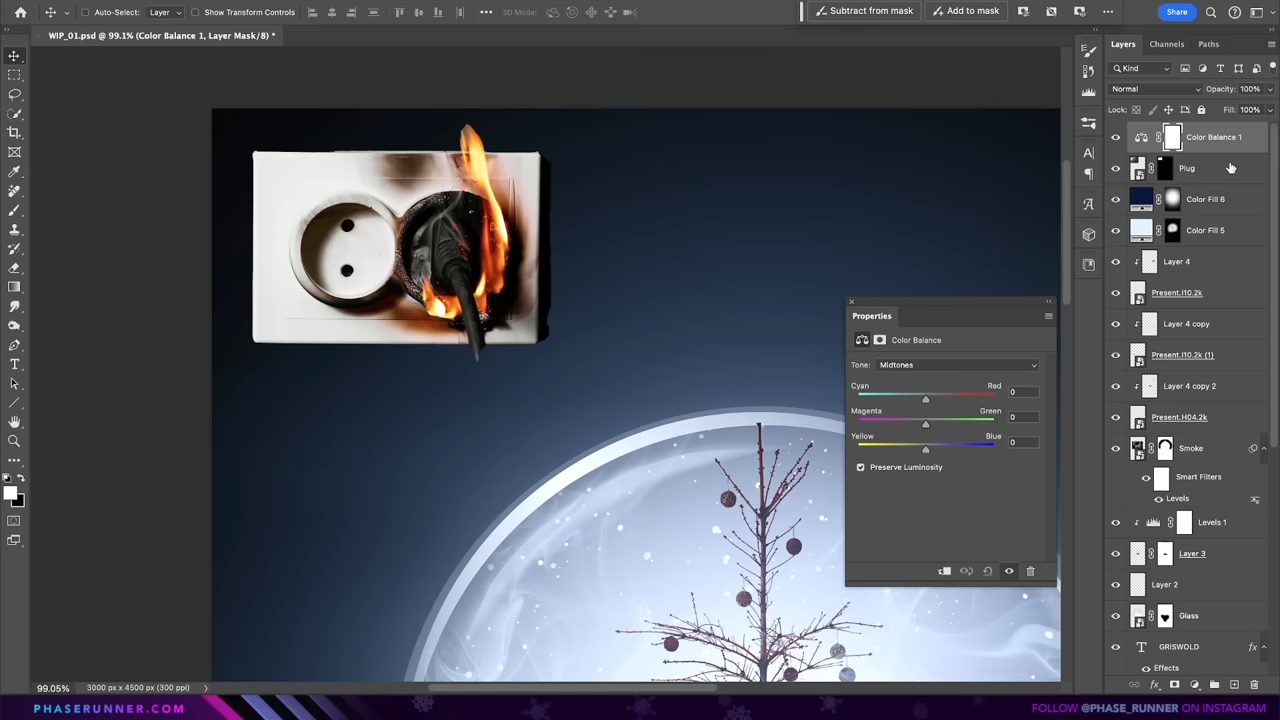 Auto-Select: Layer Show Transform Controls 3D Mode: Subtract from mask Add to mask Share
WIP_01.psd @ 99.1% (Color Balance 1, Layer Mask/8) *
Layers Channels Paths
Kind
Normal Opacity: 100%
Lock: Fill: 100%
Color Balance 1
Plug
Color Fill 6
Color Fill 5
Layer 4
Present.I10.2k
Layer 4 copy
Present.I10.2k (1)
Layer 4 copy 2
Present.H04.2k
Smoke
Smart Filters
Levels
Levels 1
Layer 3
Layer 2
Glass
GRISWOLD fx
Effects
Properties
Color Balance
Tone: Midtones
Cyan Red 0
Magenta Green 0
Yellow Blue 0
Preserve Luminosity
99.05% 3000 px x 4500 px (300 ppi)
PHASERUNNER.COM
FOLLOW @PHASE_RUNNER ON INSTAGRAM